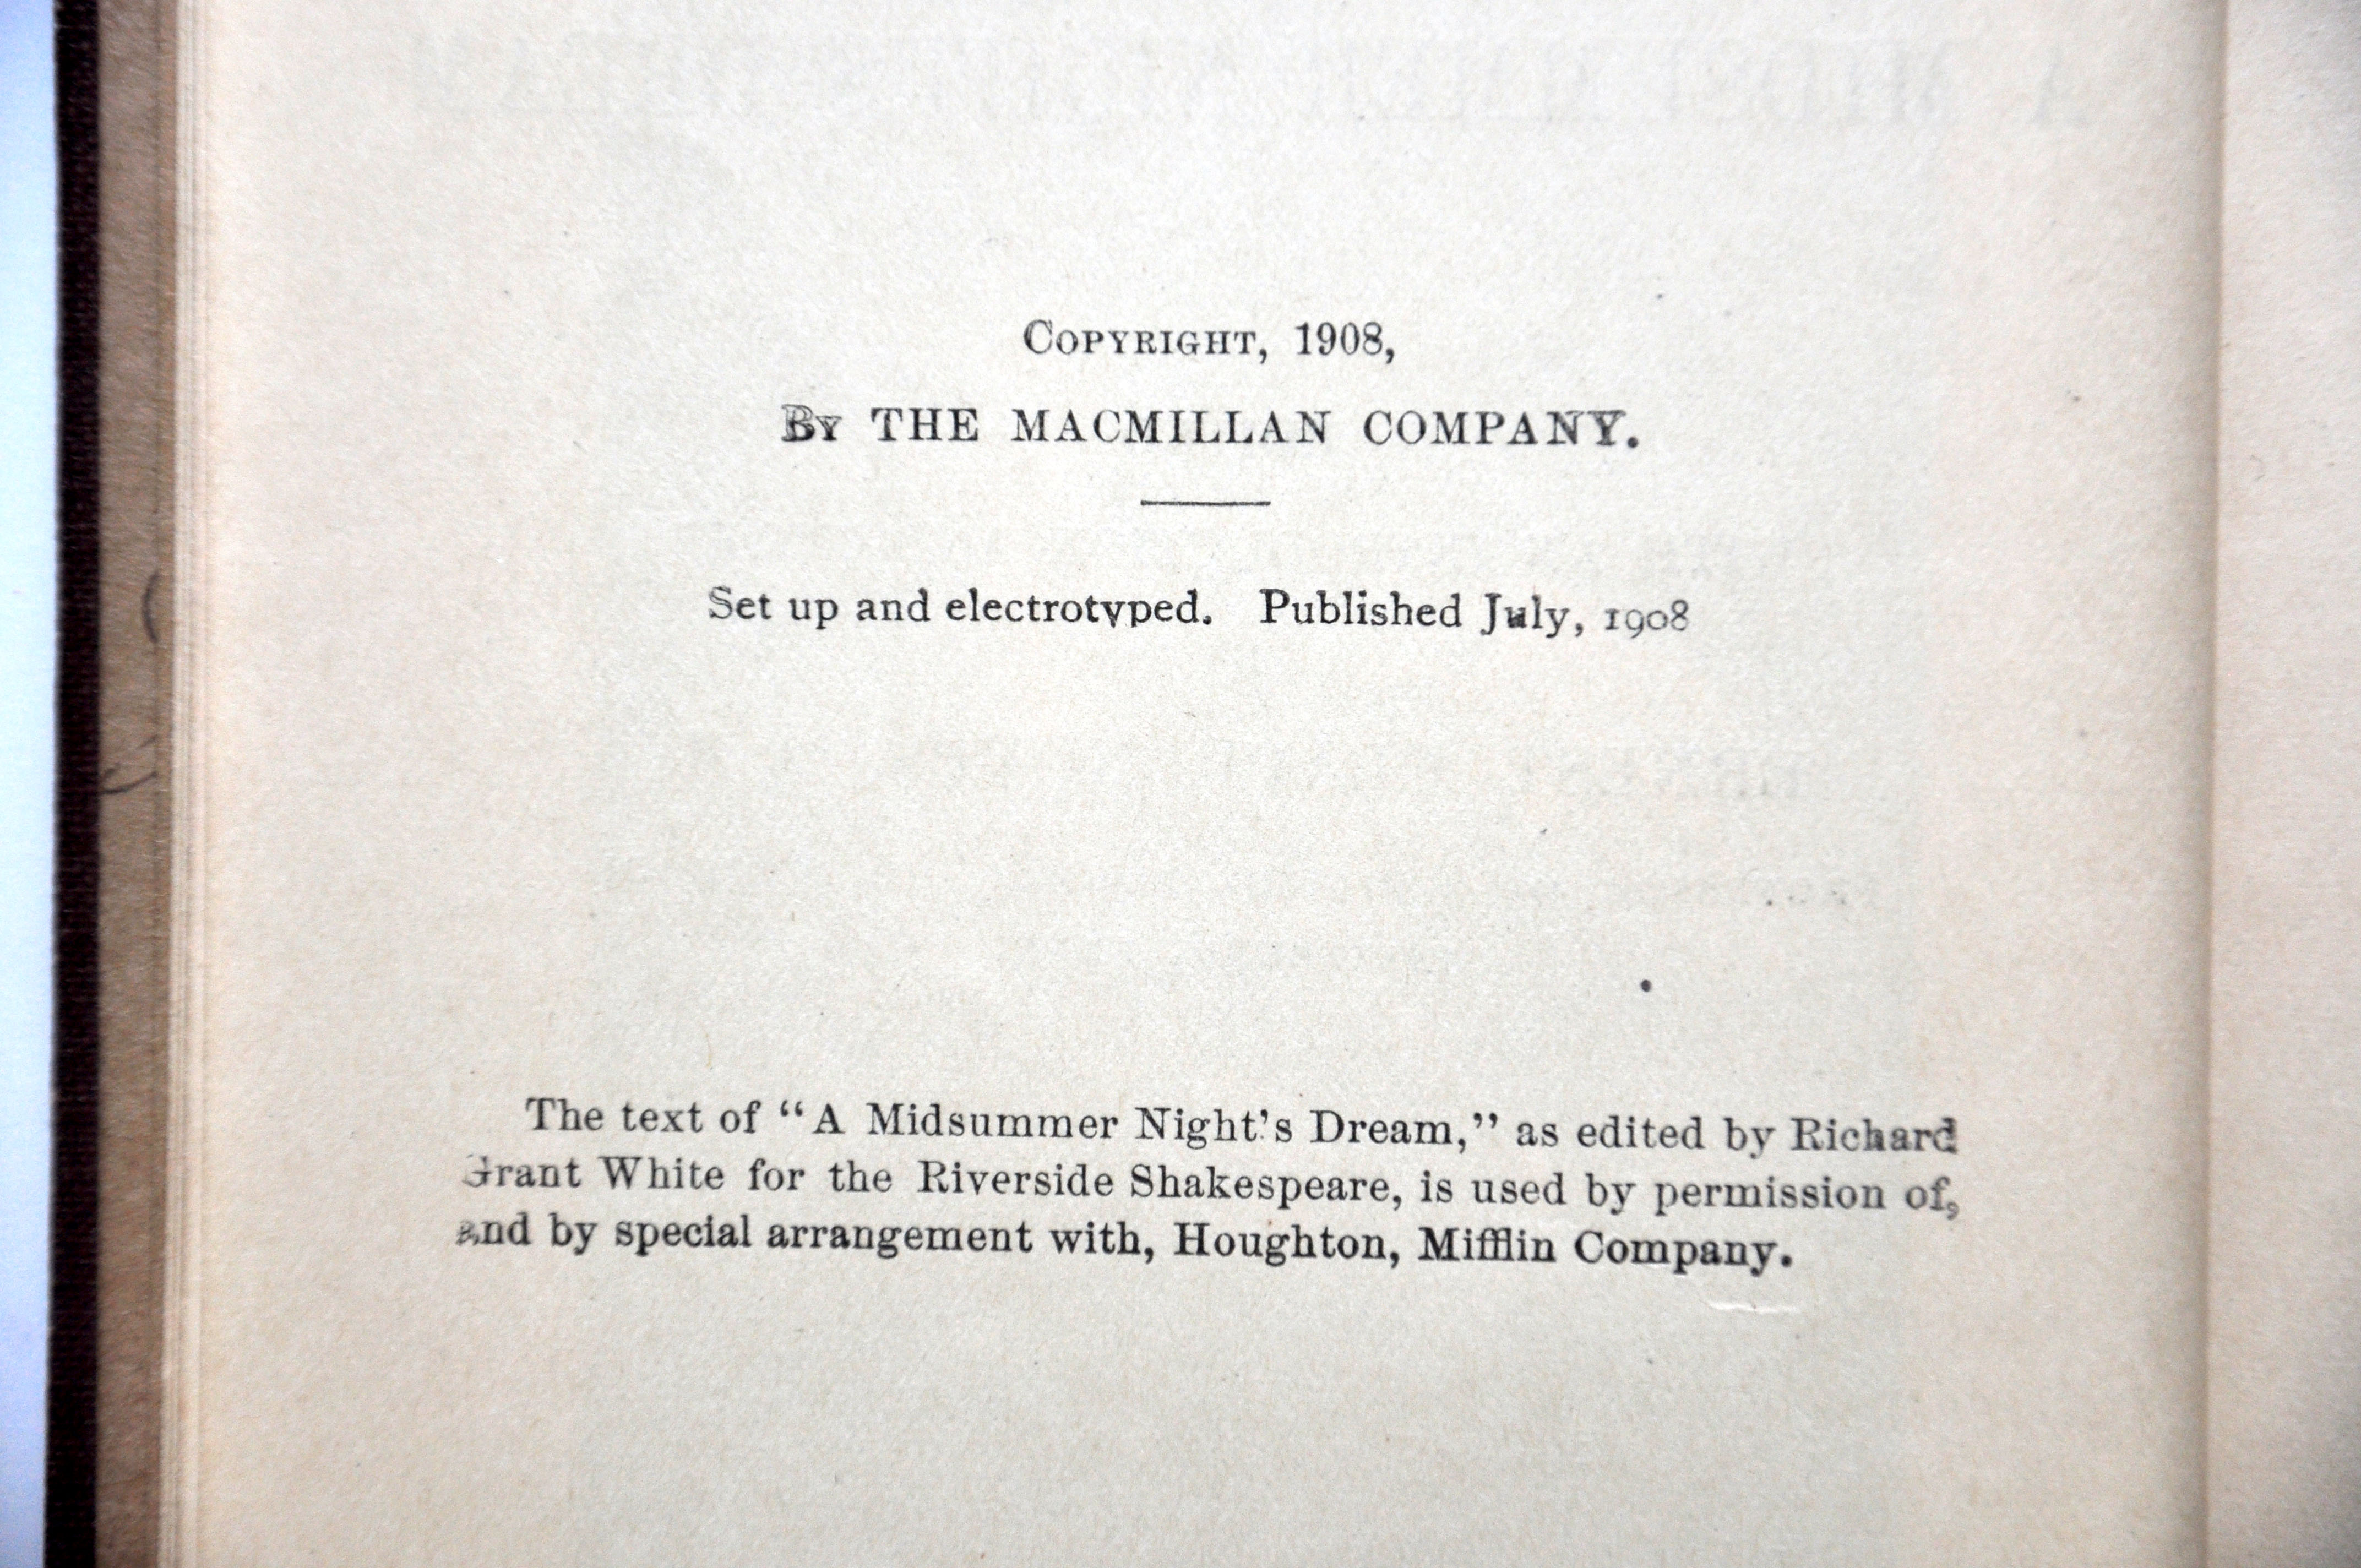 COPYRIGHT, 1908,
BY THE MACMILLAN COMPANY.
Set up and electrotyped. Published July, 1908
The text of “A Midsummer Night's Dream,” as edited by Richard
Grant White for the Riverside Shakespeare, is used by permission of,
and by special arrangement with, Houghton, Mifflin Company.